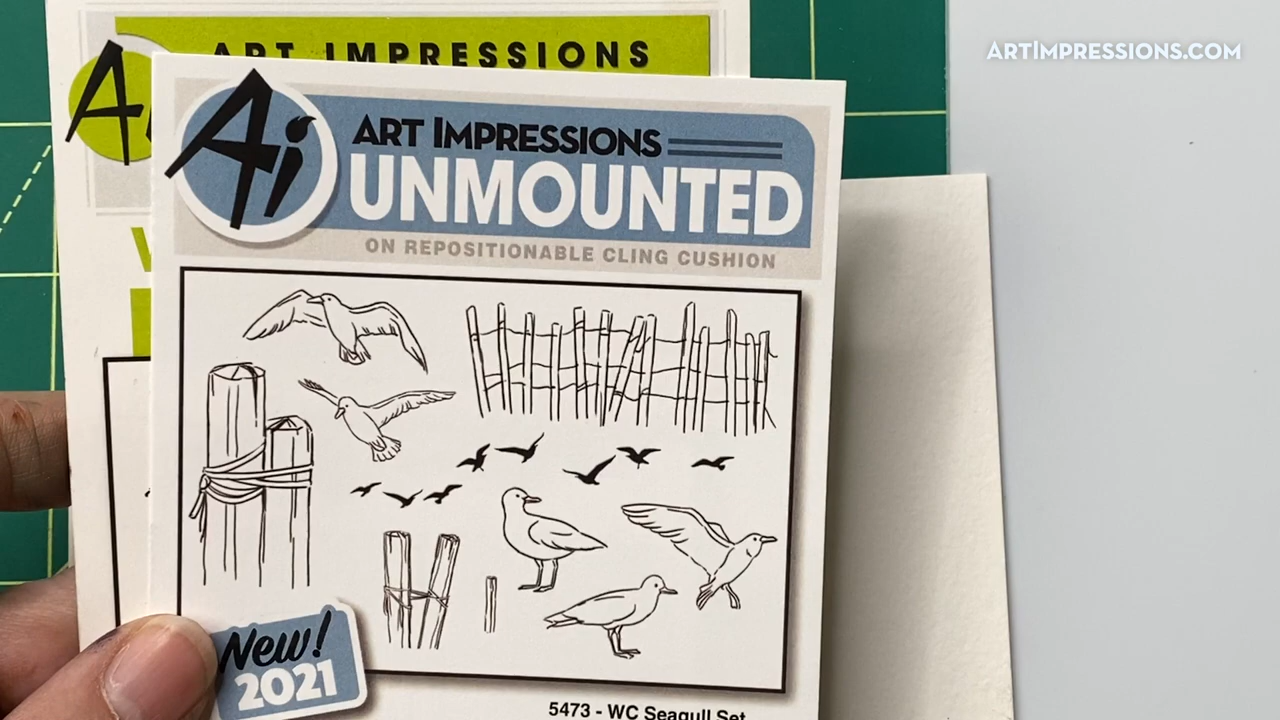 ARTIMPRESSIONS.COM
ART IMPRESSIONS
Ai
ART IMPRESSIONS
UNMOUNTED
ON REPOSITIONABLE CLING CUSHION
New!
2021
5473 - WC Seagull Set